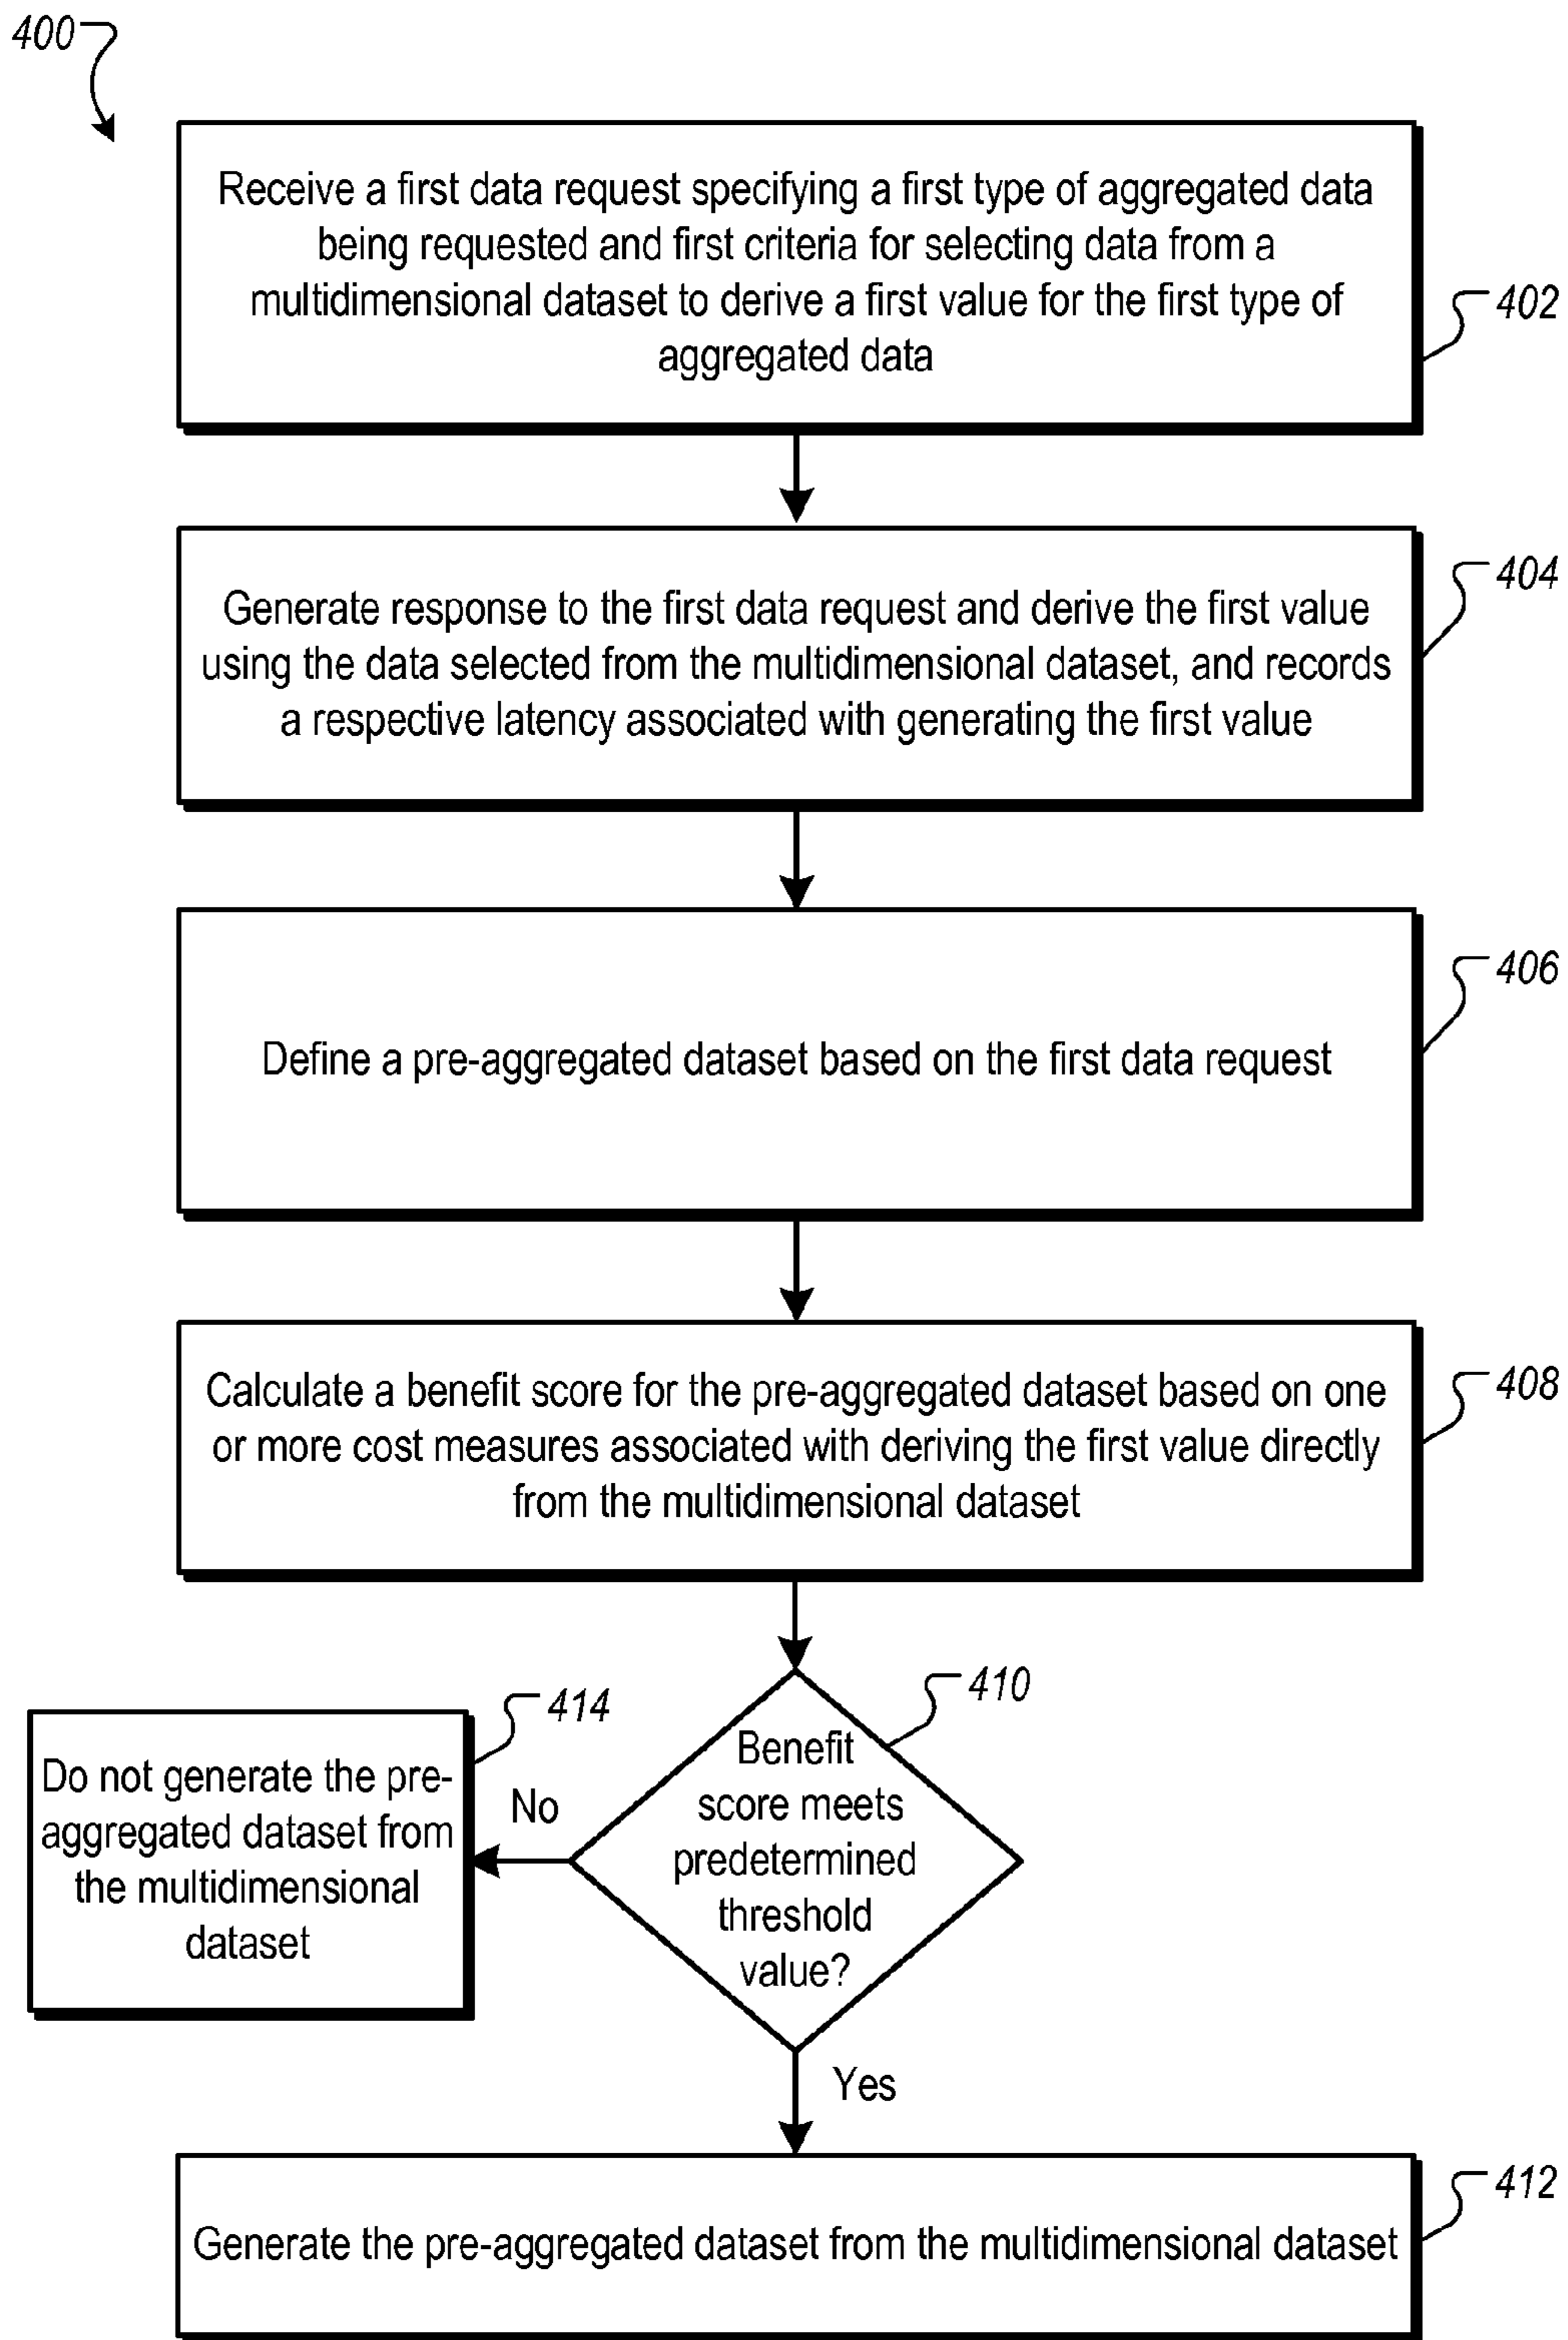 400
Receive a first data request specifying a first type of aggregated data
being requested and first criteria for selecting data from a
multidimensional dataset to derive a first value for the first type of
aggregated data
402
Generate response to the first data request and derive the first value
using the data selected from the multidimensional dataset, and records
a respective latency associated with generating the first value
404
Define a pre-aggregated dataset based on the first data request
406
Calculate a benefit score for the pre-aggregated dataset based on one
or more cost measures associated with deriving the first value directly
from the multidimensional dataset
408
Benefit
score meets
predetermined
threshold
value?
410
No
Do not generate the pre-
aggregated dataset from
the multidimensional
dataset
414
Yes
Generate the pre-aggregated dataset from the multidimensional dataset
412